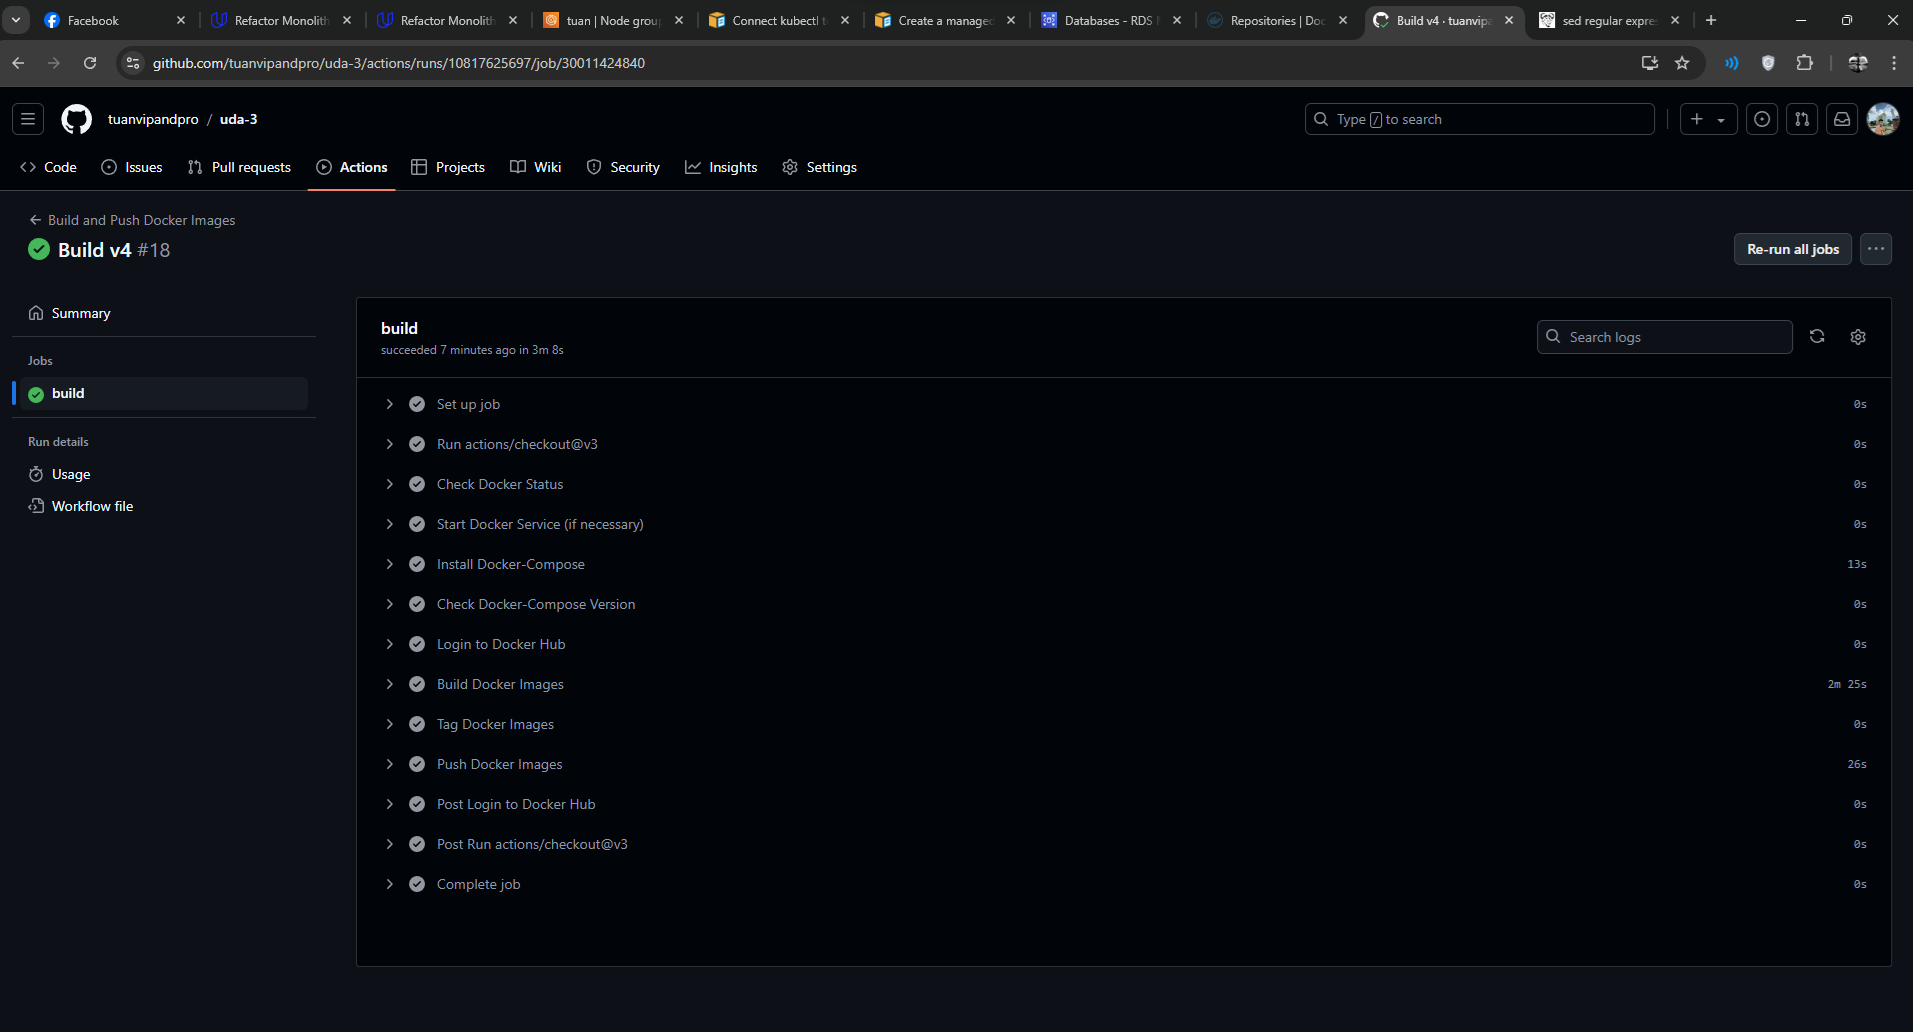 Facebook
Refactor Monolith
Refactor Monolith
tuan | Node group
Connect kubectl t
Create a managed
Databases - RDS
Repositories | Doc
Build v4 · tuanvipa
sed regular expre
github.com/tuanvipandpro/uda-3/actions/runs/10817625697/job/30011424840
tuanvipandpro / uda-3
Type / to search
Code
Issues
Pull requests
Actions
Projects
Wiki
Security
Insights
Settings
Build and Push Docker Images
Build v4 #18
Re-run all jobs
Summary
Jobs
build
Run details
Usage
Workflow file
build
succeeded 7 minutes ago in 3m 8s
Search logs
Set up job 0s
Run actions/checkout@v3 0s
Check Docker Status 0s
Start Docker Service (if necessary) 0s
Install Docker-Compose 13s
Check Docker-Compose Version 0s
Login to Docker Hub 0s
Build Docker Images 2m 25s
Tag Docker Images 0s
Push Docker Images 26s
Post Login to Docker Hub 0s
Post Run actions/checkout@v3 0s
Complete job 0s